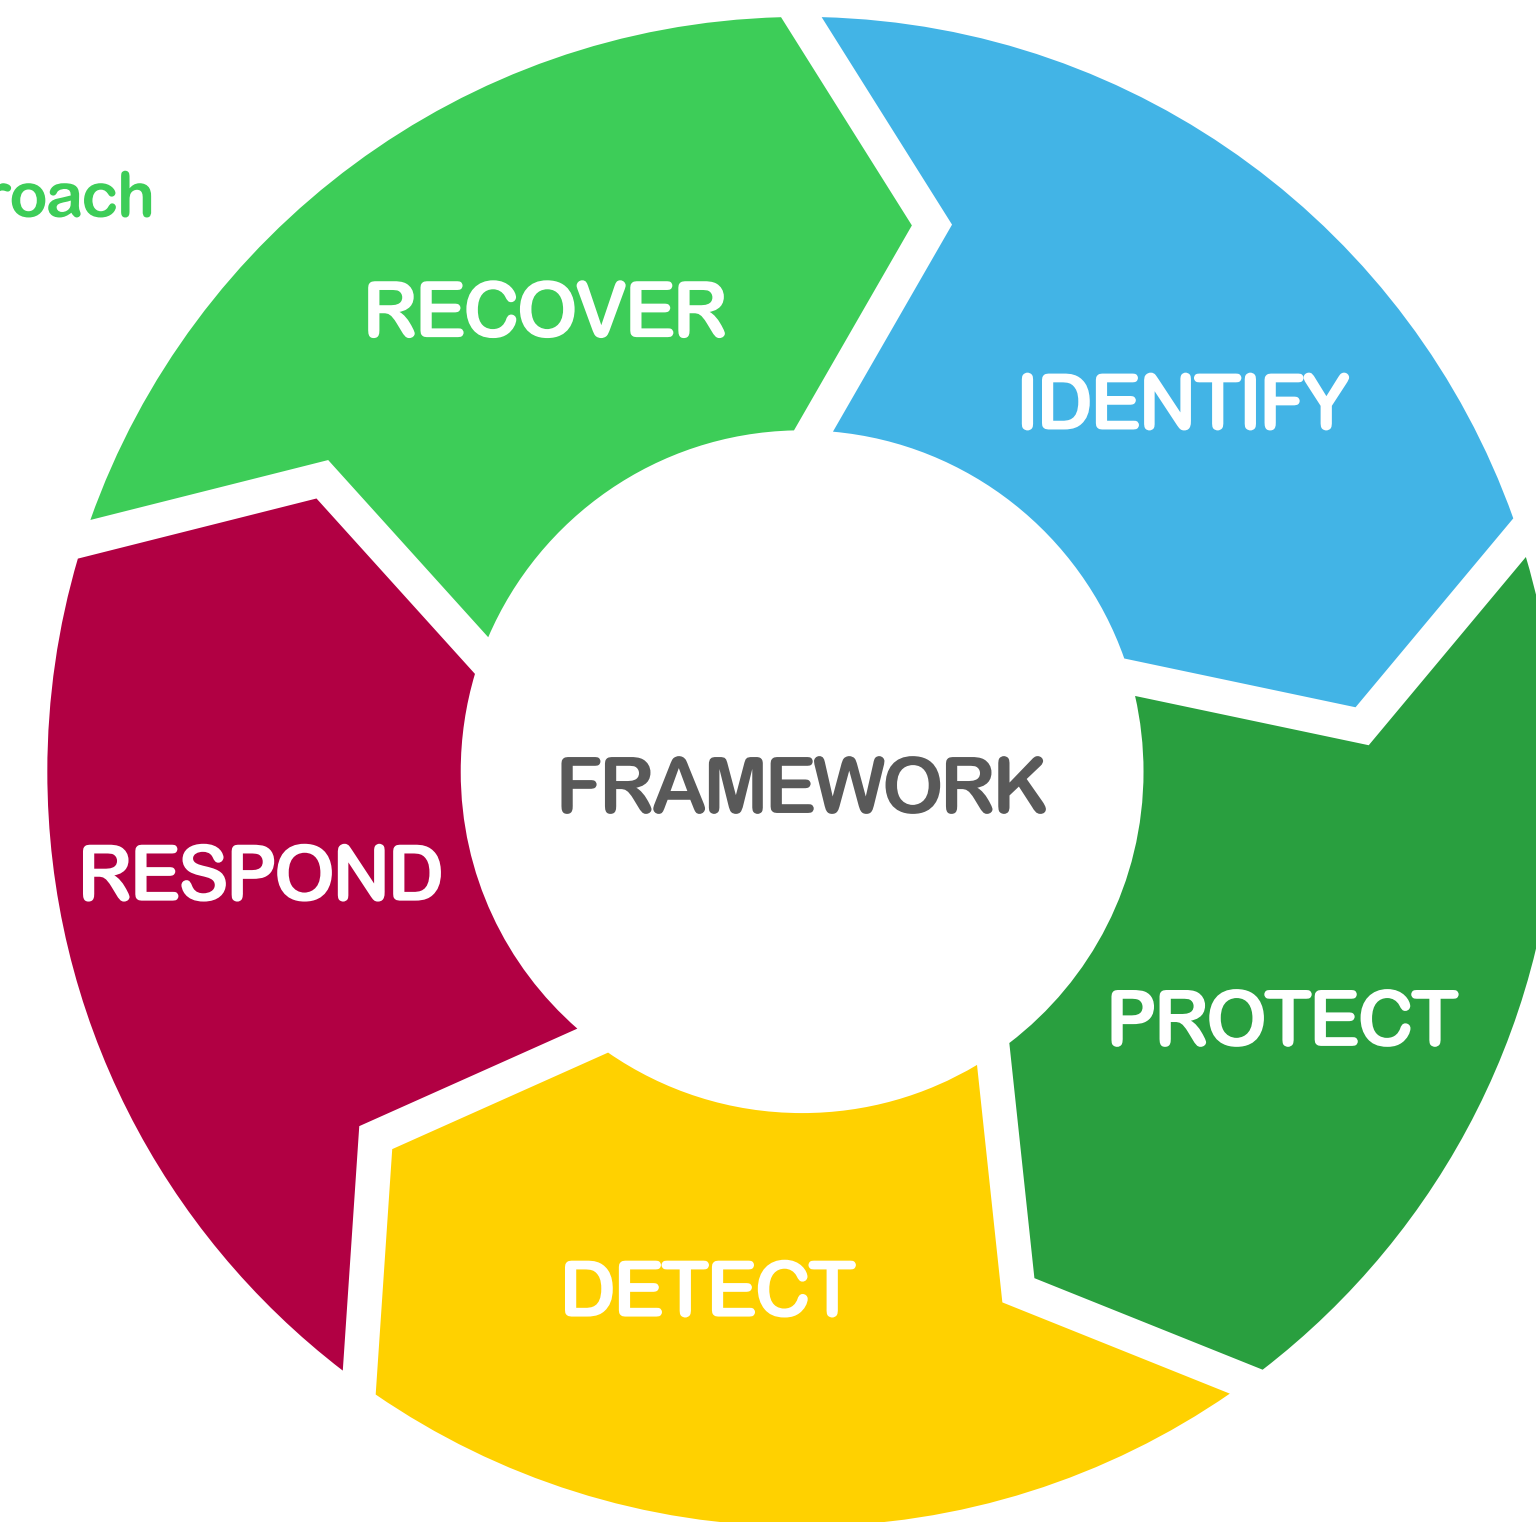 roach
RECOVER
IDENTIFY
FRAMEWORK
RESPOND
PROTECT
DETECT